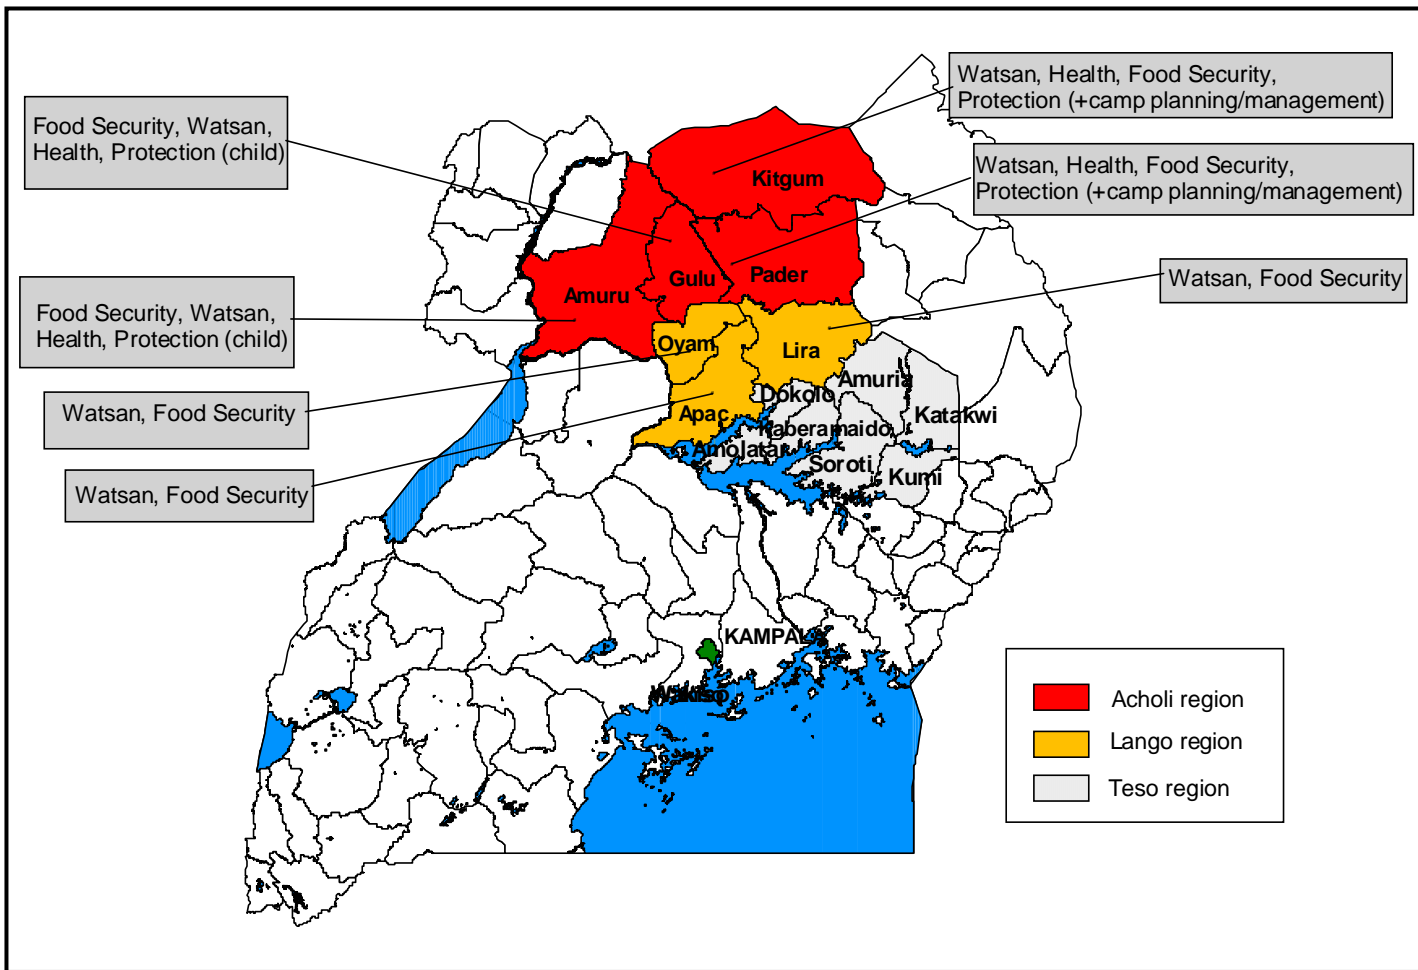 Watsan, Health, Food Security,
Protection (+camp planning/management)
Food Security, Watsan,
Health, Protection (child)
Watsan, Health, Food Security,
Protection (+camp planning/management)
Kitgum
Watsan, Food Security
Gulu
Pader
Amuru
Food Security, Watsan,
Health, Protection (child)
Oyam
Lira
Amuria
Dokolo
Watsan, Food Security
Apac
Katakwi
Kaberamaido
Amolatar
Soroti
Kumi
Watsan, Food Security
KAMPALA
Wakiso
Acholi region
Lango region
Teso region